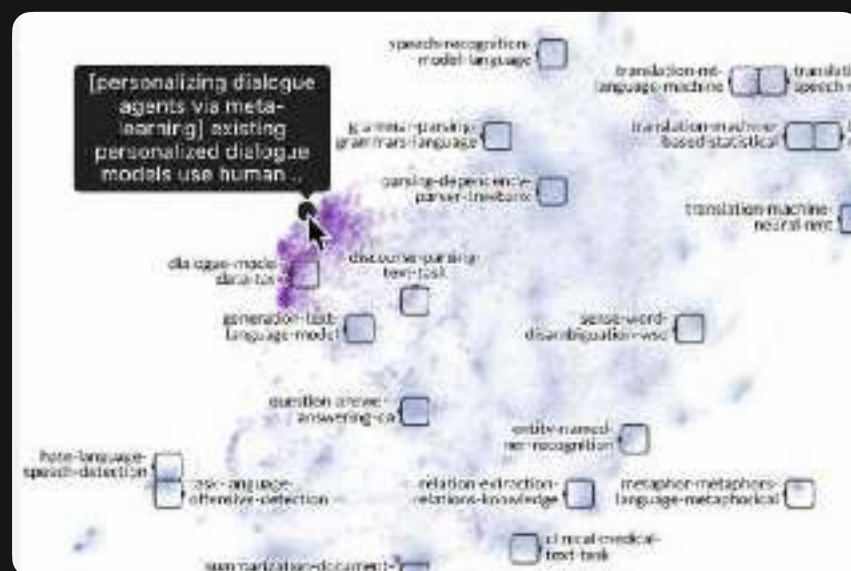 [personalizing dialogue
agents via meta-
learning] existing
personalized dialogue
models use human...
speech-recognition-
model-language
translation-mt-
language-machine
speech-
grammar-parsing-
grammars-language
translation-machine-
based-statistical
parsing-dependency-
parser-treebank
translation-machine-
neural-nmt
dialogue-model-
data-task
discourse-parsing-
text-task
generation-text-
language-model
sense-word-
disambiguation-wsd
question-answer-
answering-qa
entity-named-
ner-recognition
hate-language-
speech-detection
task-language-
offensive-detection
relation-extraction-
relations-knowledge
metaphor-metaphors-
language-metaphorical
clinical-medical-
text-task
summarization-document-